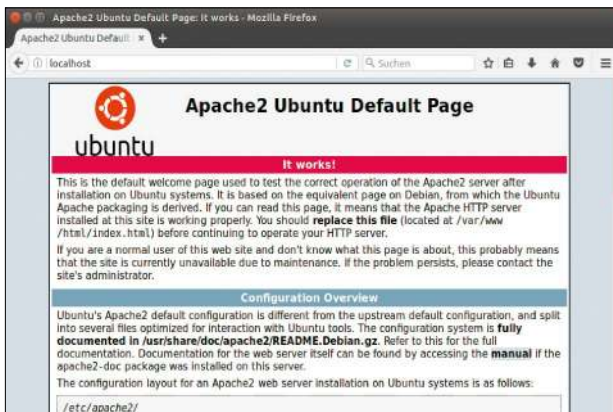 Apache2 Ubuntu Default Page: It works - Mozilla Firefox
Apache2 Ubuntu Default
localhost
Suchen
ubuntu
Apache2 Ubuntu Default Page
It works!
This is the default welcome page used to test the correct operation of the Apache2 server after
installation on Ubuntu systems. It is based on the equivalent page on Debian, from which the Ubuntu
Apache packaging is derived. If you can read this page, it means that the Apache HTTP server
installed at this site is working properly. You should replace this file (located at /var/www
/html/index.html) before continuing to operate your HTTP server.
If you are a normal user of this web site and don't know what this page is about, this probably means
that the site is currently unavailable due to maintenance. If the problem persists, please contact the
site's administrator.
Configuration Overview
Ubuntu's Apache2 default configuration is different from the upstream default configuration, and split
into several files optimized for interaction with Ubuntu tools. The configuration system is fully
documented in /usr/share/doc/apache2/README.Debian.gz. Refer to this for the full
documentation. Documentation for the web server itself can be found by accessing the manual if the
apache2-doc package was installed on this server.
The configuration layout for an Apache2 web server installation on Ubuntu systems is as follows:
/etc/apache2/